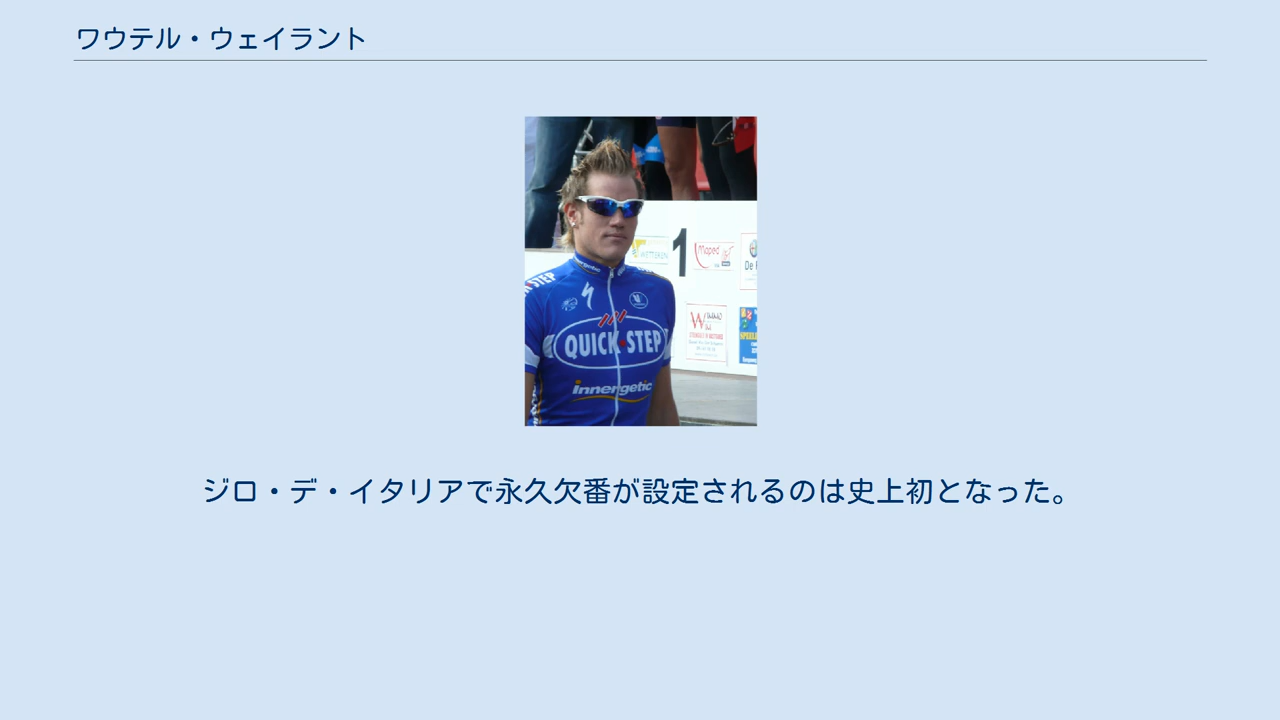 ワウテル・ウェイラント
1
Moped
De
QUICK STEP
innergetic
ジロ・デ・イタリアで永久欠番が設定されるのは史上初となった。